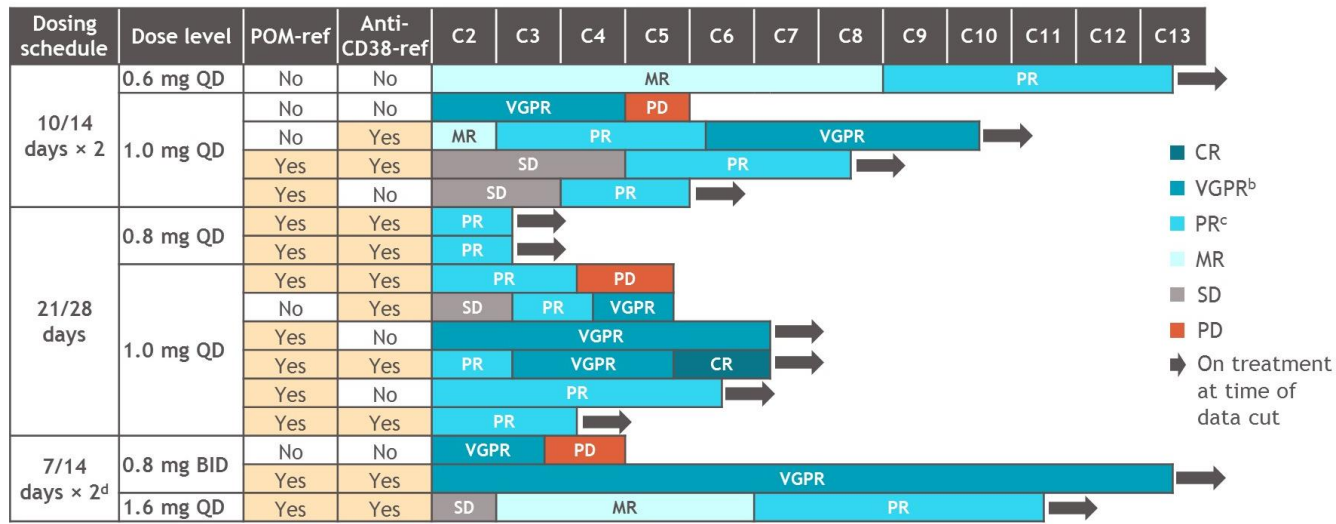 Dosing schedule Dose level POM-ref Anti-CD38-ref C2 C3 C4 C5 C6 C7 C8 C9 C10 C11 C12 C13
10/14 days × 2 0.6 mg QD No No MR PR
1.0 mg QD No No VGPR PD
No Yes MR PR VGPR
Yes Yes SD PR
Yes No SD PR
21/28 days 0.8 mg QD Yes Yes PR
Yes Yes PR
1.0 mg QD Yes Yes PR PD
No Yes SD PR VGPR
Yes No VGPR
Yes Yes PR VGPR CR
Yes No PR
Yes Yes PR
7/14 days × 2d 0.8 mg BID No No VGPR PD
Yes Yes VGPR
1.6 mg QD Yes Yes SD MR PR
CR
VGPRb
PRc
MR
SD
PD
On treatment
at time of
data cut